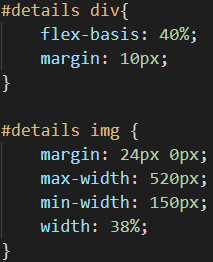 #details div{
    flex-basis: 40%;
    margin: 10px;
}

#details img {
    margin: 24px 0px;
    max-width: 520px;
    min-width: 150px;
    width: 38%;
}